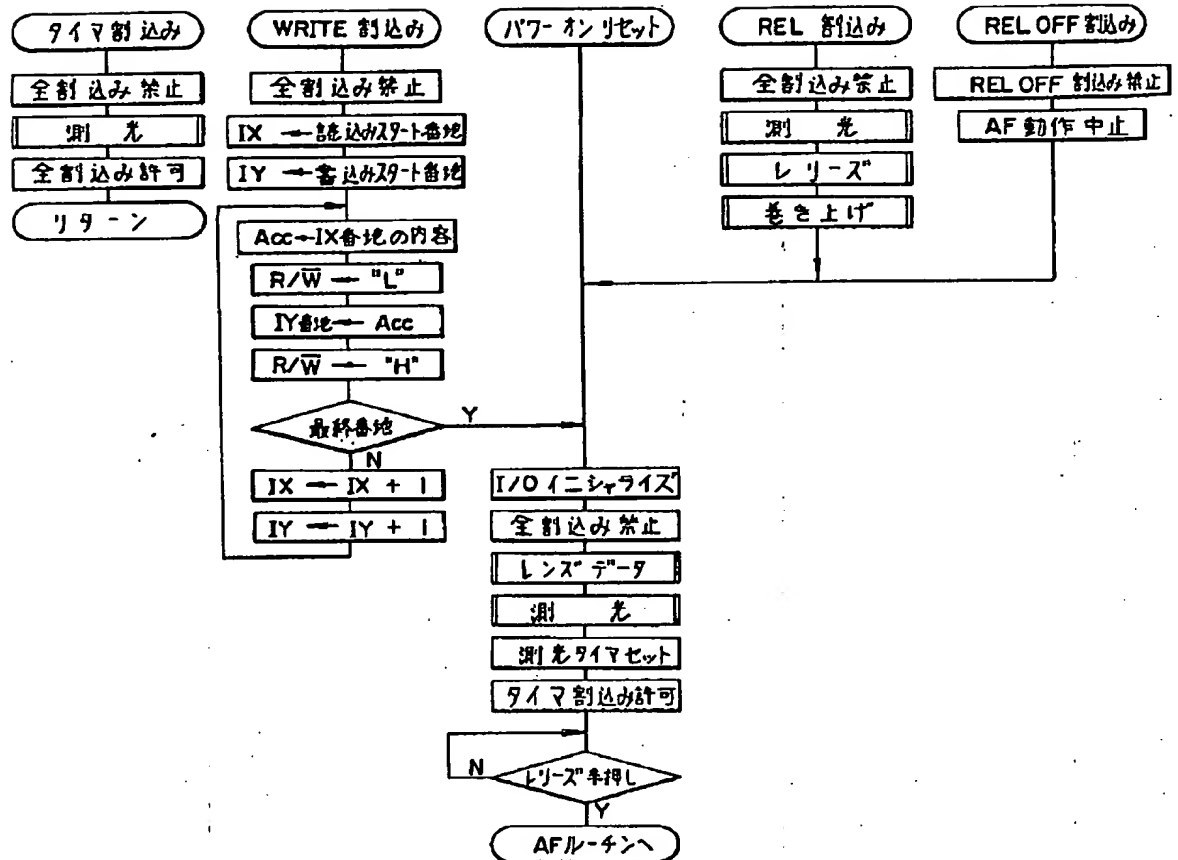 タイマ割込み
全割込み禁止
測 光
全割込み許可
リターン
WRITE 割込み
全割込み禁止
IX ← 読込みスタート番地
IY ← 書込みスタート番地
Acc←IX番地の内容
R/W̅ ← "L"
IY番地← Acc
R/W̅ ← "H"
最終番地
Y
N
IX ← IX + 1
IY ← IY + 1
パワーオンリセット
REL 割込み
全割込み禁止
測 光
レリーズ
巻き上げ
REL OFF 割込み
REL OFF 割込み禁止
AF動作中止
I/Oイニシャライズ
全割込み禁止
レンズデータ
測 光
測光タイマセット
タイマ割込み許可
レリーズ半押し
N
Y
AFルーチンへ